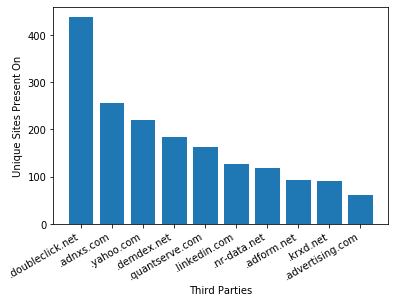 Unique Sites Present On
400
300
200
100
0
.doubleclick.net
.adnxs.com
.yahoo.com
.demdex.net
.quantserve.com
.linkedin.com
.nr-data.net
.adform.net
.krxd.net
.advertising.com
Third Parties